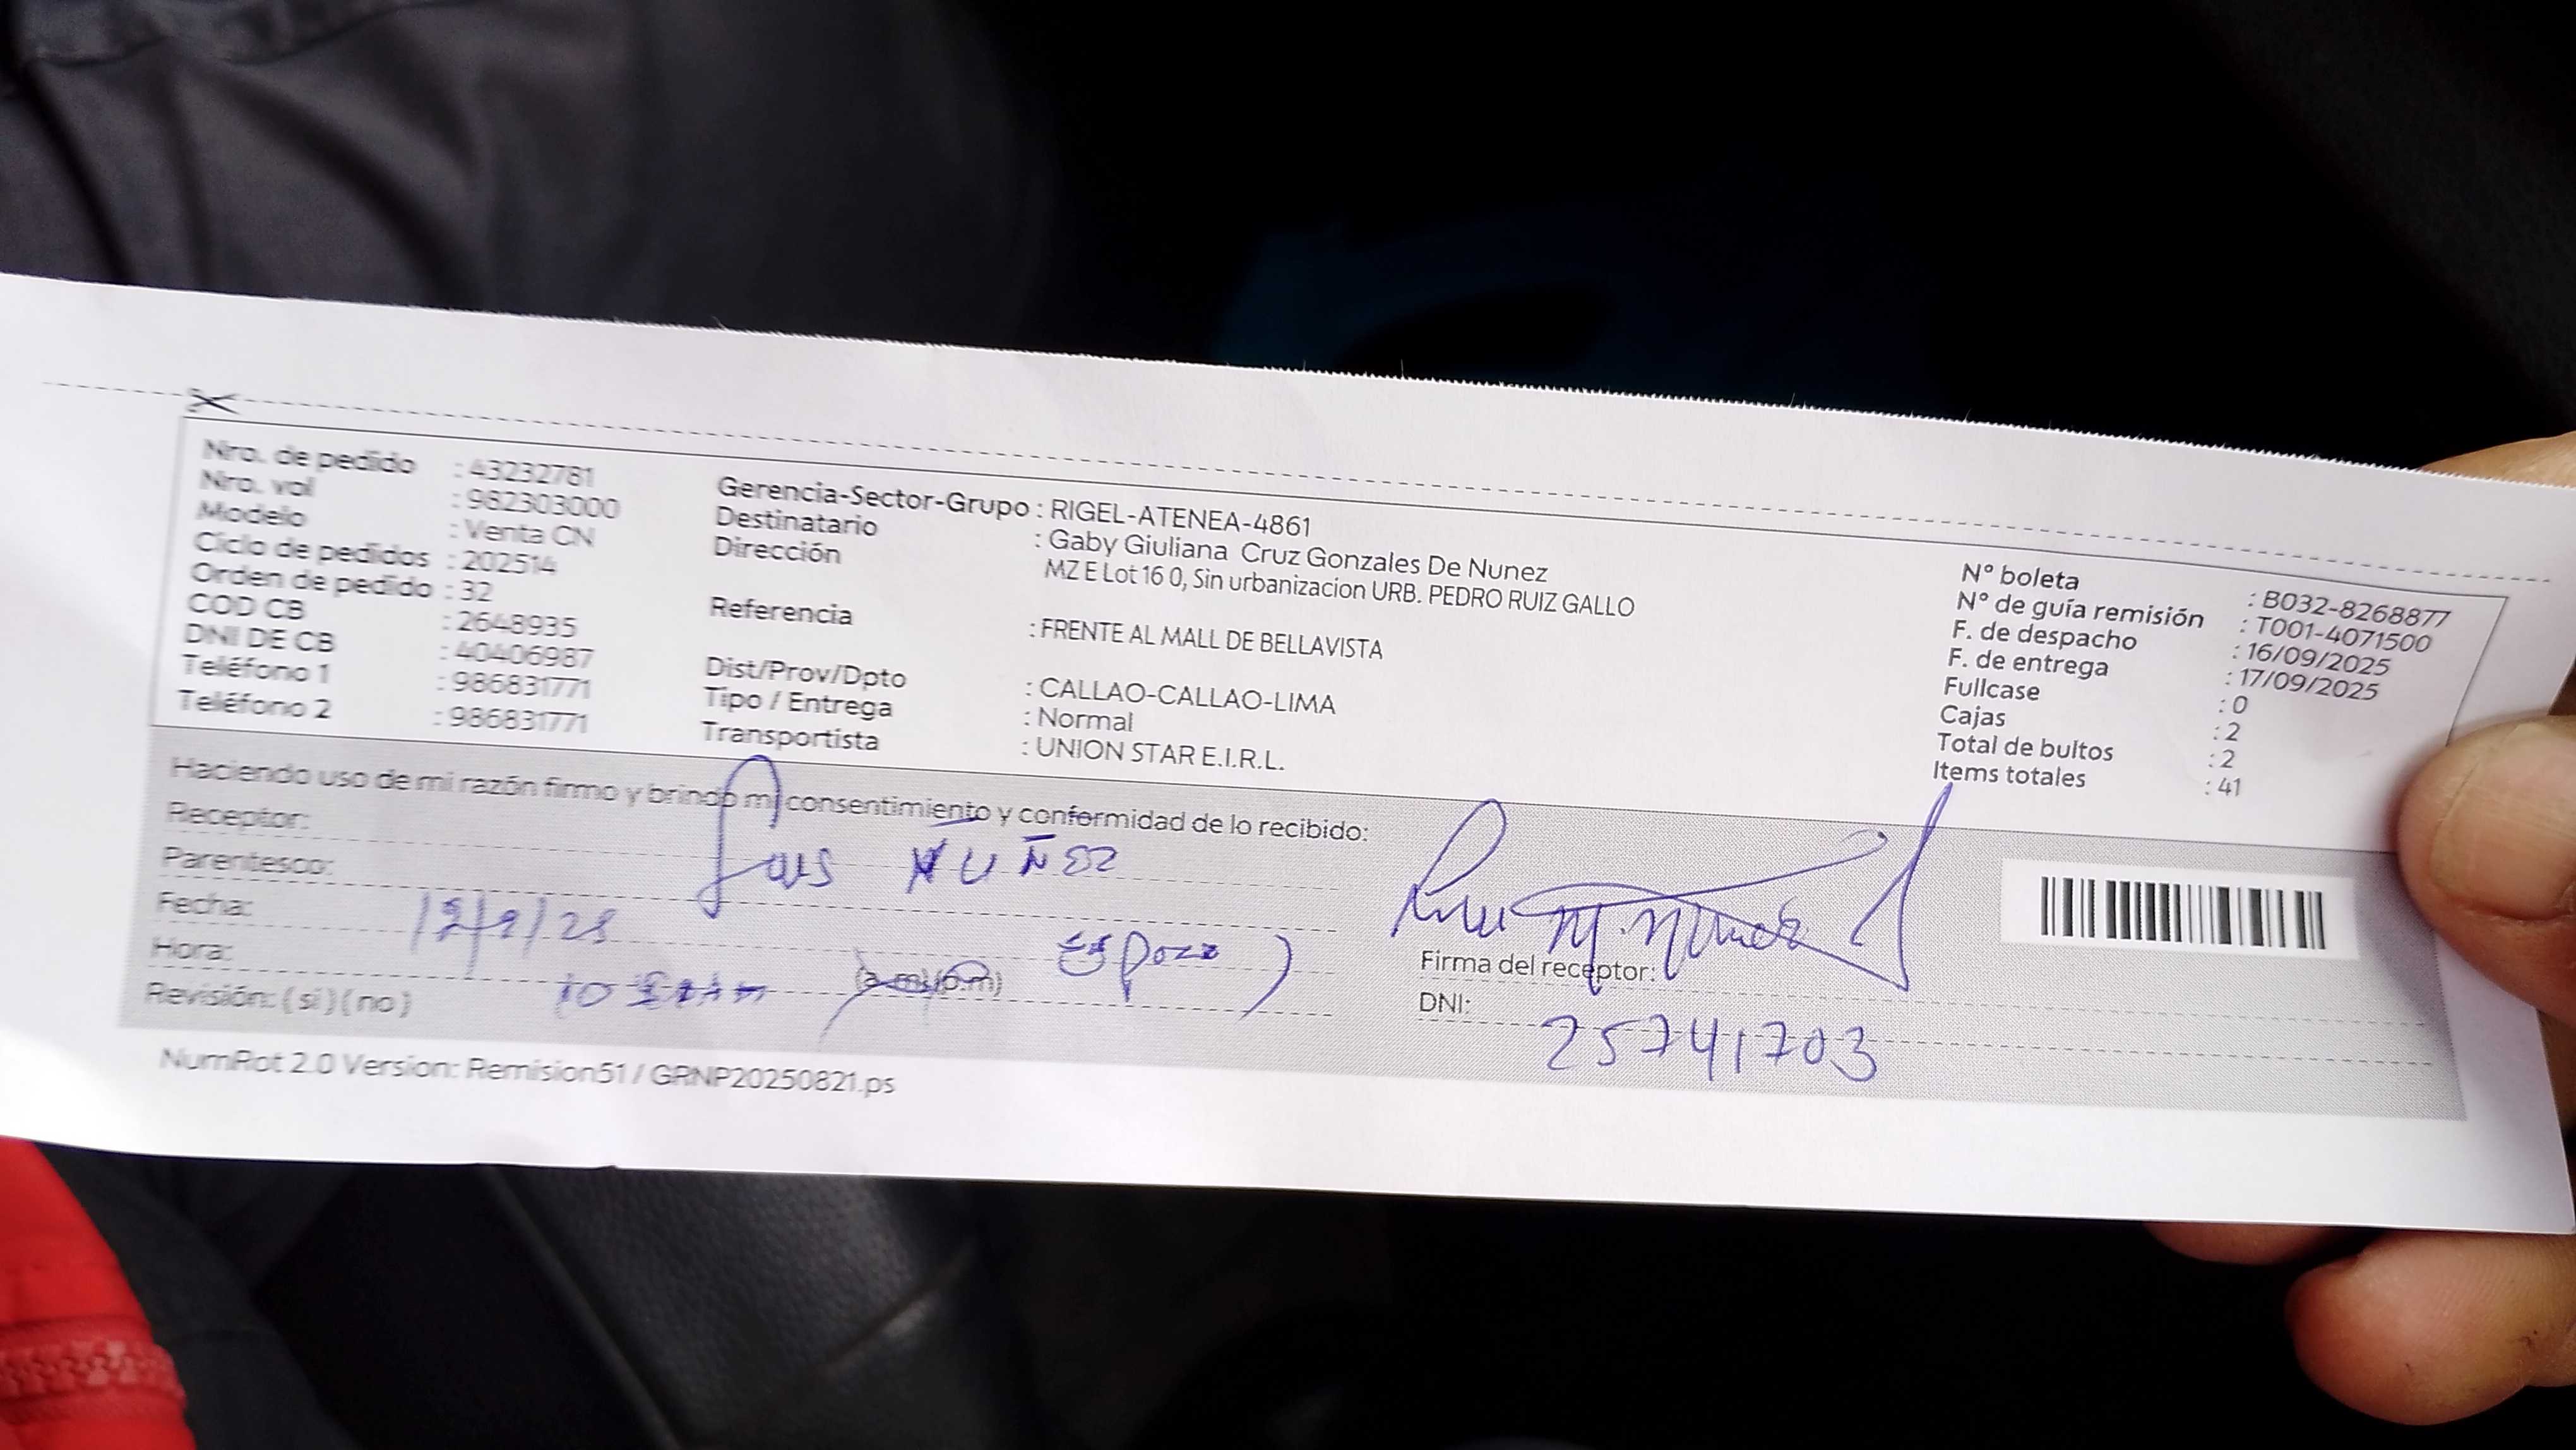 Nro. de pedido : 43232781
Nro. vol : 982303000
Modelo : Venta CN
Ciclo de pedidos : 202514
Orden de pedido : 32
COD CB : 2648935
DNI DE CB : 40406987
Teléfono 1 : 986831771
Teléfono 2 : 986831771
Gerencia-Sector-Grupo : RIGEL-ATENEA-4861
Destinatario : Gaby Giuliana Cruz Gonzales De Nunez
Dirección MZ E Lot 16 0, Sin urbanizacion URB. PEDRO RUIZ GALLO
Referencia : FRENTE AL MALL DE BELLAVISTA
Dist/Prov/Dpto : CALLAO-CALLAO-LIMA
Tipo / Entrega : Normal
Transportista : UNION STAR E.I.R.L.
N° boleta : B032-8268877
N° de guía remisión : T001-4071500
F. de despacho : 16/09/2025
F. de entrega : 17/09/2025
Fullcase : 0
Cajas : 2
Total de bultos : 2
Items totales : 41
Haciendo uso de mi razón firmo y brindo mi consentimiento y conformidad de lo recibido:
Receptor: NUÑEZ
Parentesco: Espozo
Fecha:
Hora: 10 (a.m)(p.m)
Revisión: (si) (no)
Firma del receptor:
DNI: 25741703
NumRot 2.0 Version: Remision51 / GRNP20250821.ps